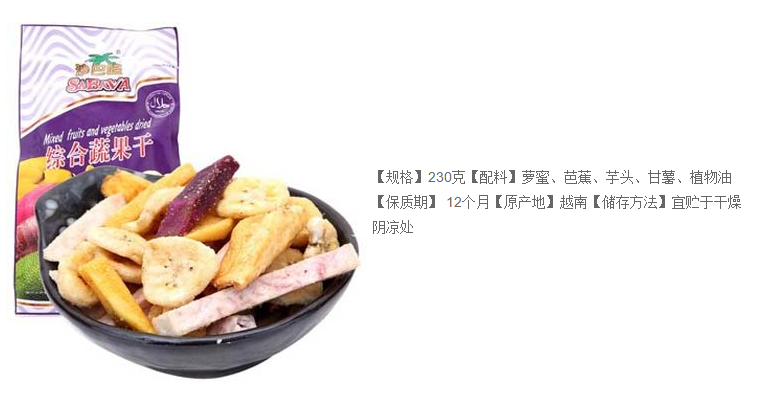 沙巴哇
SABAVA
Mixed fruits and vegetables dried
综合蔬果干
【规格】230克【配料】萝蜜、芭蕉、芋头、甘薯、植物油
【保质期】 12个月【原产地】越南【储存方法】宜贮于干燥
阴凉处